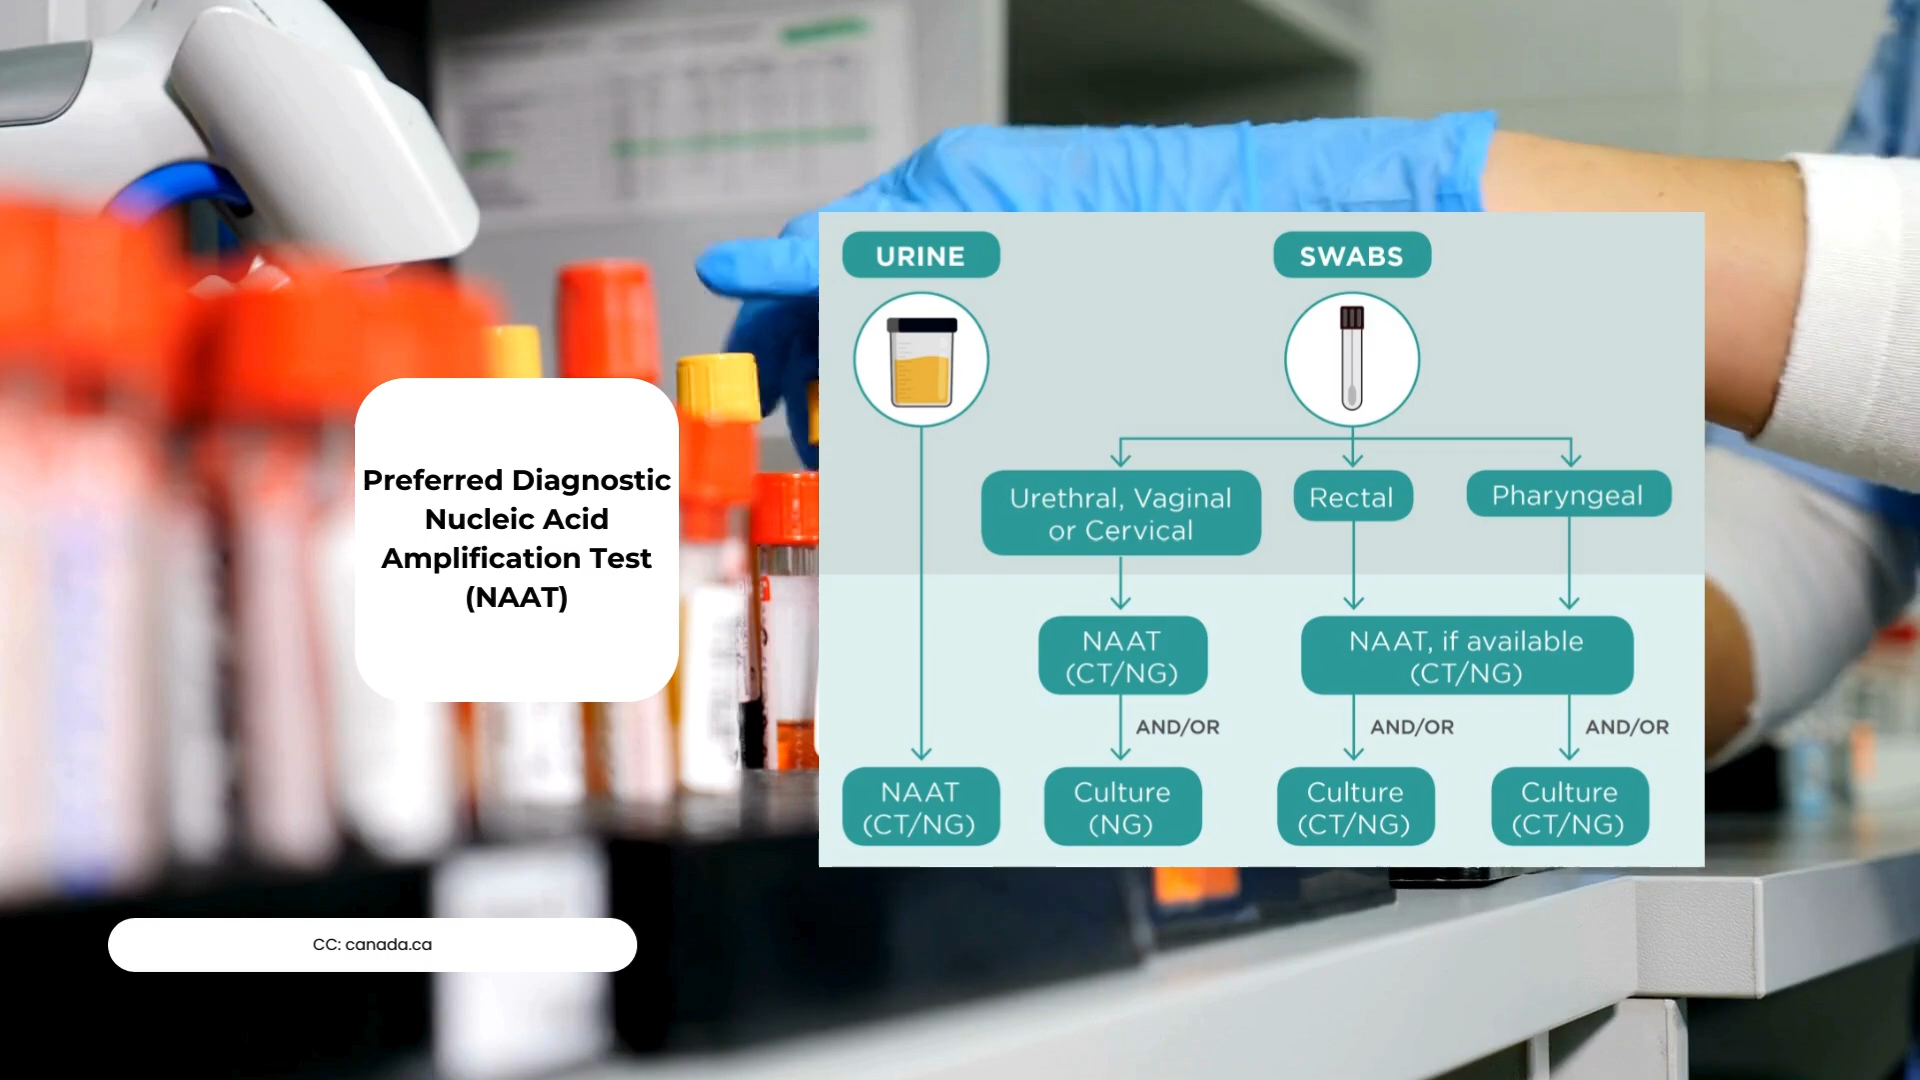 Preferred Diagnostic
Nucleic Acid
Amplification Test
(NAAT)
URINE
SWABS
Urethral, Vaginal
or Cervical
Rectal
Pharyngeal
NAAT
(CT/NG)
NAAT, if available
(CT/NG)
AND/OR
AND/OR
AND/OR
NAAT
(CT/NG)
Culture
(NG)
Culture
(CT/NG)
Culture
(CT/NG)
CC: canada.ca